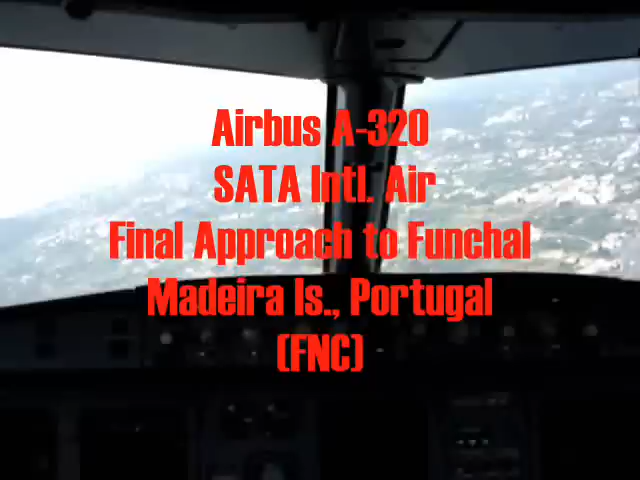 Airbus A-320
SATA Intl. Air
Final Approach to Funchal
Madeira Is., Portugal
(FNC)